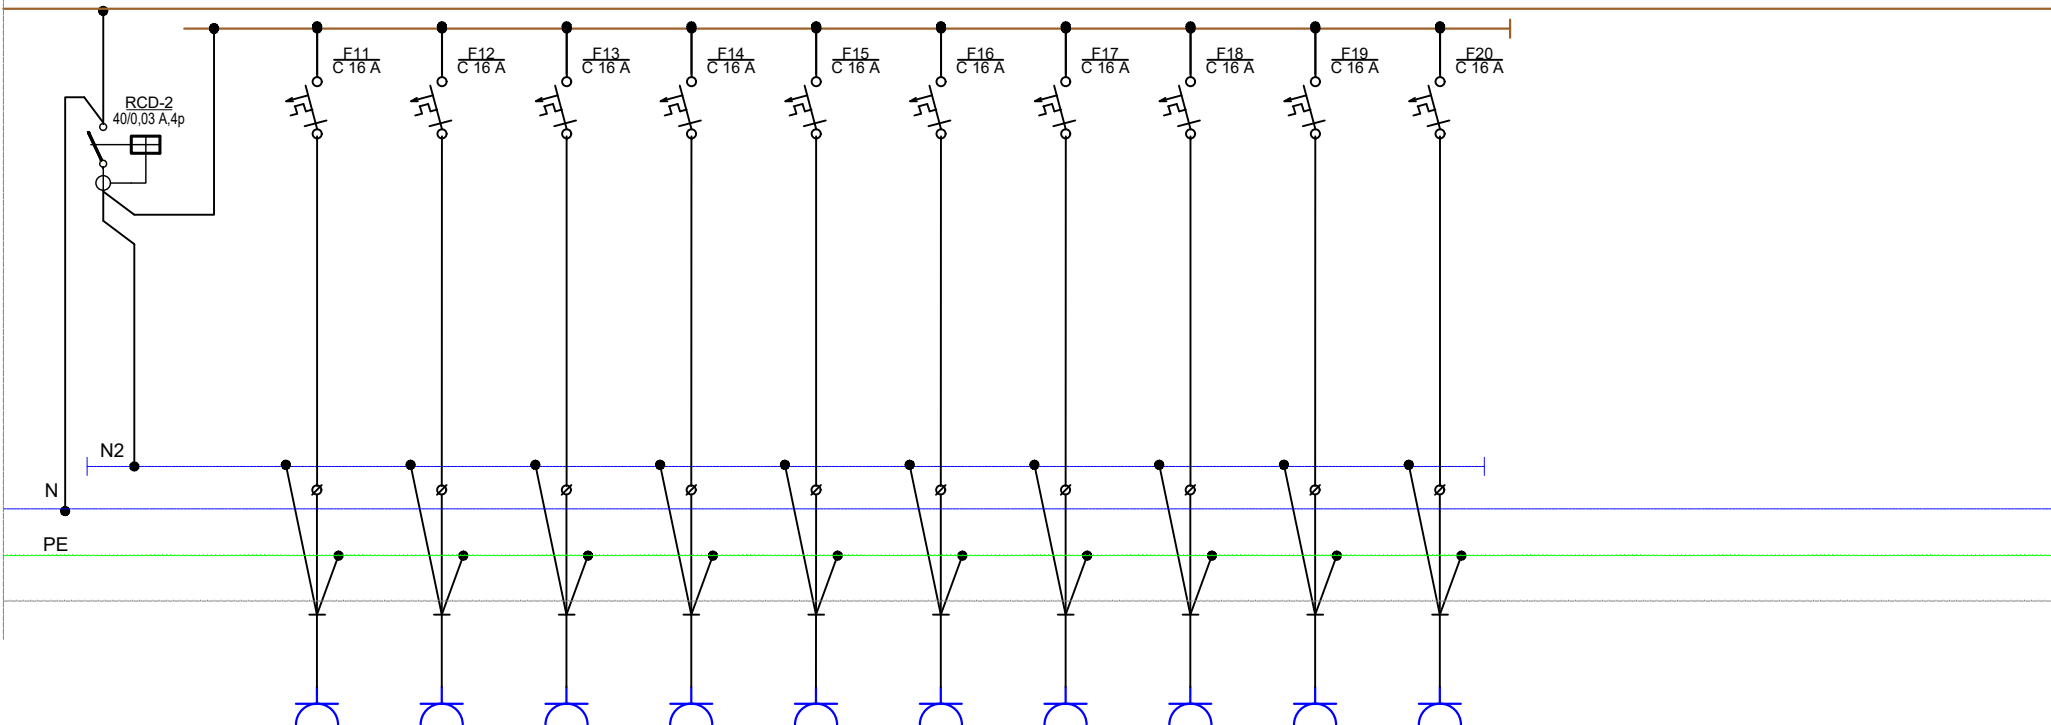 F11
C 16 A
F12
C 16 A
F13
C 16 A
F14
C 16 A
F15
C 16 A
F16
C 16 A
F17
C 16 A
F18
C 16 A
F19
C 16 A
F20
C 16 A
RCD-2
40/0,03 A,4p
N2
N
PE